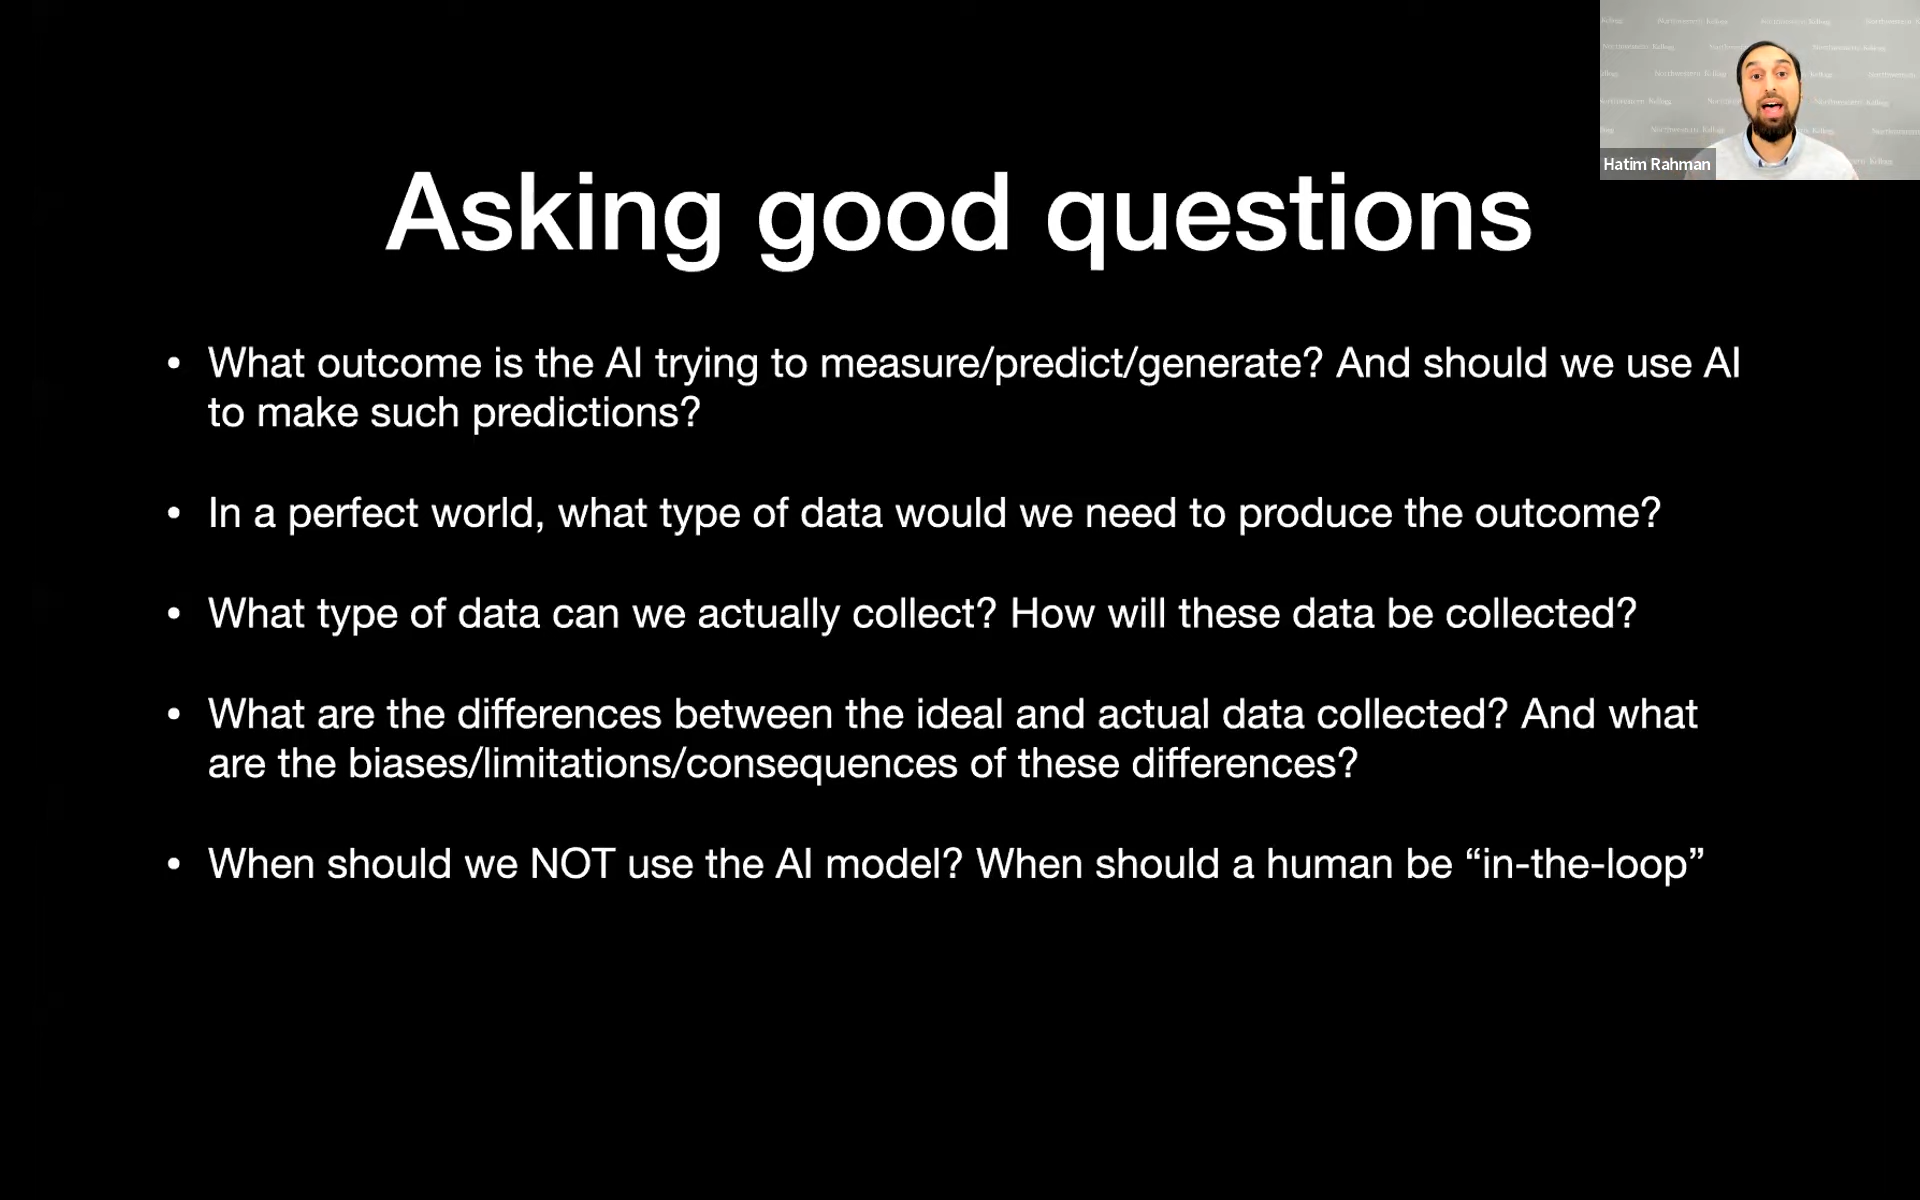 Asking good questions
• What outcome is the AI trying to measure/predict/generate? And should we use AI
to make such predictions?
• In a perfect world, what type of data would we need to produce the outcome?
• What type of data can we actually collect? How will these data be collected?
• What are the differences between the ideal and actual data collected? And what
are the biases/limitations/consequences of these differences?
• When should we NOT use the AI model? When should a human be “in-the-loop”
Northwestern Kellogg
Hatim Rahman